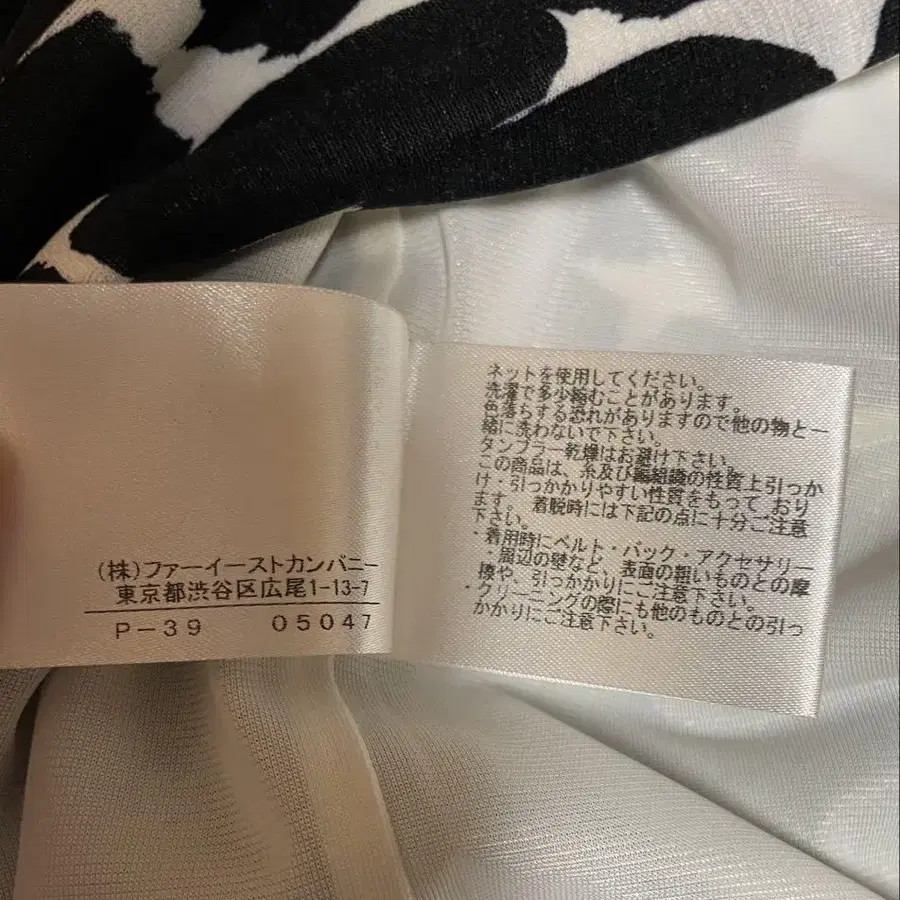 (株)ファーイーストカンパニー
東京都渋谷区広尾1-13-7
P-39 05047
ネットを使用してください。
洗濯で多少縮むことがあります。
色落ちする恐れがありますので他の物と一
緒に洗わないで下さい。
タンブラー乾燥はお避け下さい。
この商品は、糸及び編組織の性質上引っか
け・引っかかりやすい性質をもって おり
ます。着脱時には下記の点に十分ご注意
下さい。
・着用時にベルト・バック・アクセサリー
・周辺の壁など、表面の粗いものとの摩
擦や、引っかかりにご注意下さい。
・クリーニングの際にも他のものとの引っ
かかりにご注意下さい。